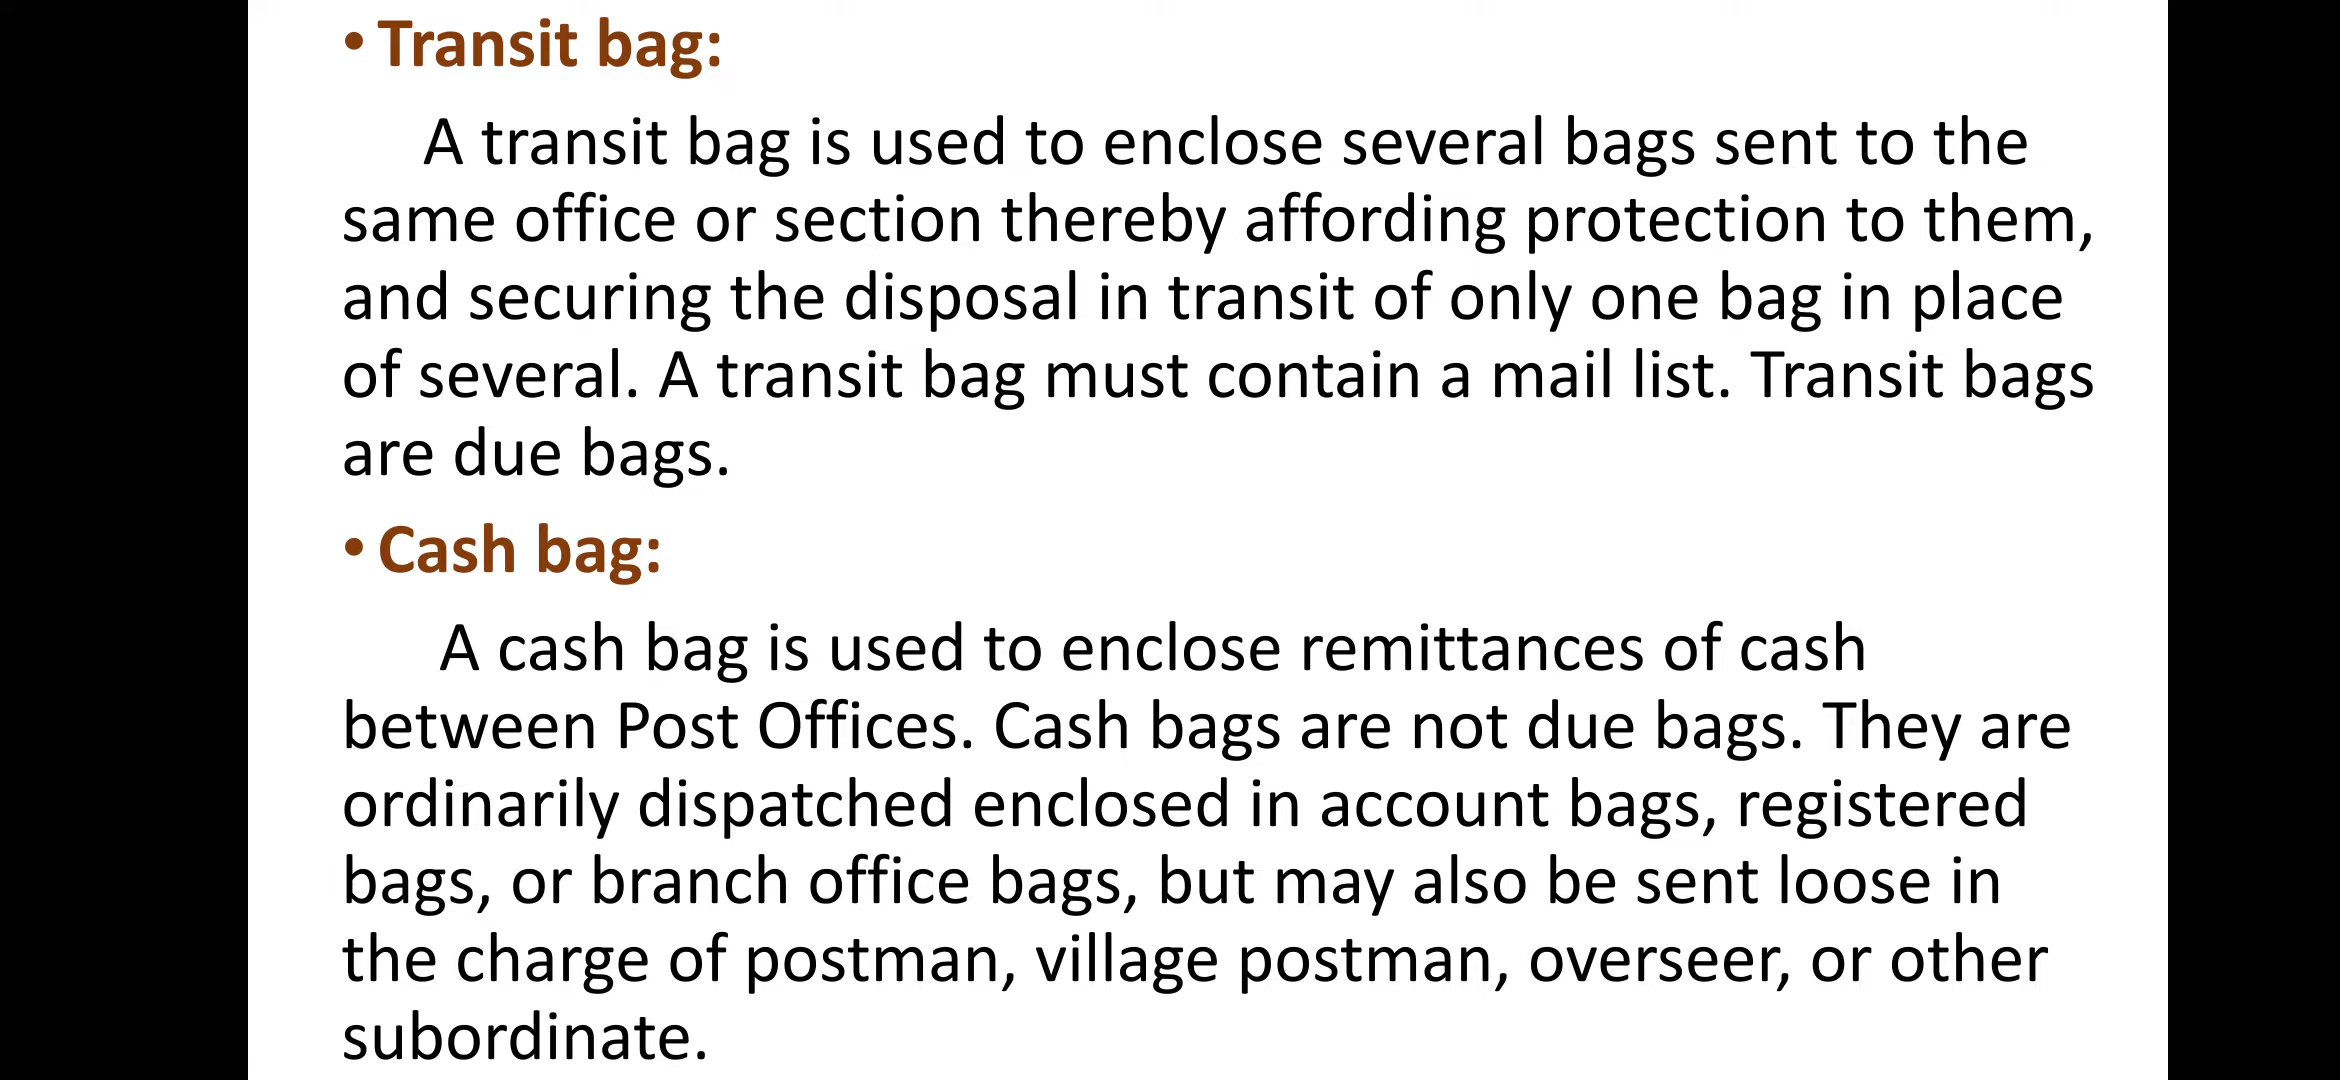 • Transit bag:
A transit bag is used to enclose several bags sent to the
same office or section thereby affording protection to them,
and securing the disposal in transit of only one bag in place
of several. A transit bag must contain a mail list. Transit bags
are due bags.
• Cash bag:
A cash bag is used to enclose remittances of cash
between Post Offices. Cash bags are not due bags. They are
ordinarily dispatched enclosed in account bags, registered
bags, or branch office bags, but may also be sent loose in
the charge of postman, village postman, overseer, or other
subordinate.